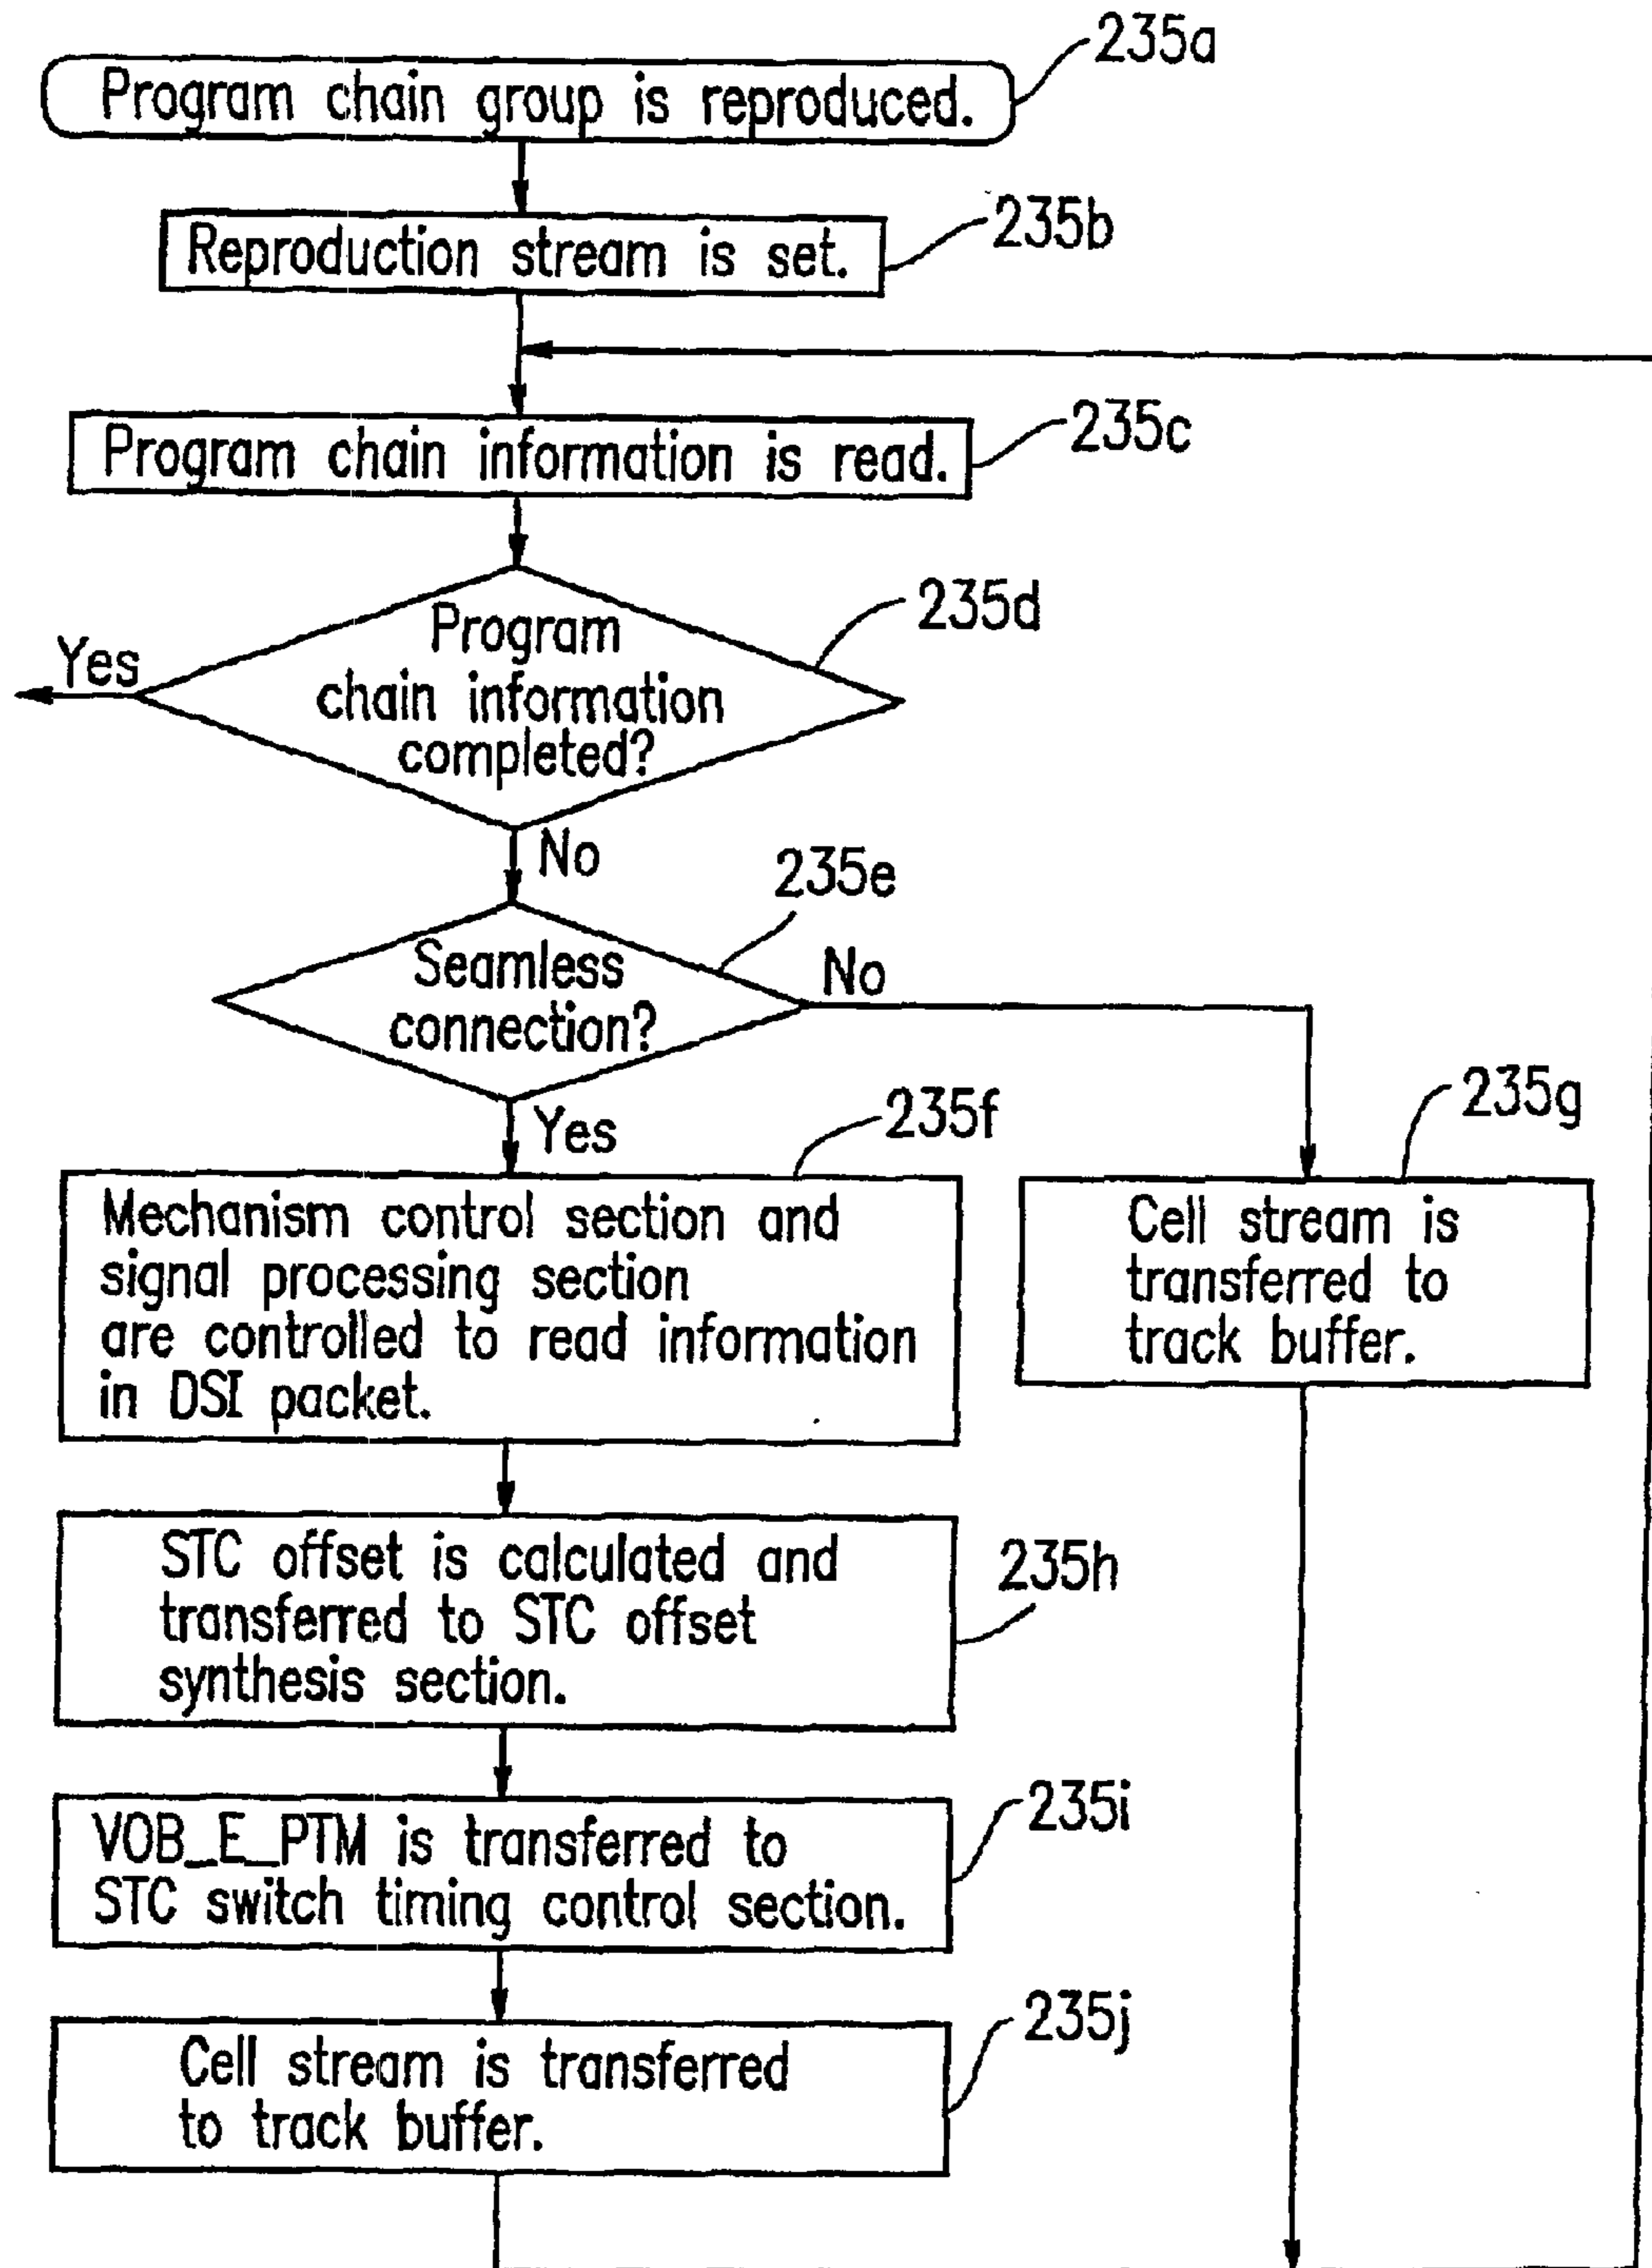 235a
Program chain group is reproduced.
235b
Reproduction stream is set.
235c
Program chain information is read.
235d
Program
chain information
completed?
Yes
No
235e
Seamless
connection?
No
Yes
235f
235g
Mechanism control section and
signal processing section
are controlled to read information
in DSI packet.
Cell stream is
transferred to
track buffer.
STC offset is calculated and
transferred to STC offset
synthesis section.
235h
VOB_E_PTM is transferred to
STC switch timing control section.
235i
Cell stream is transferred
to track buffer.
235j